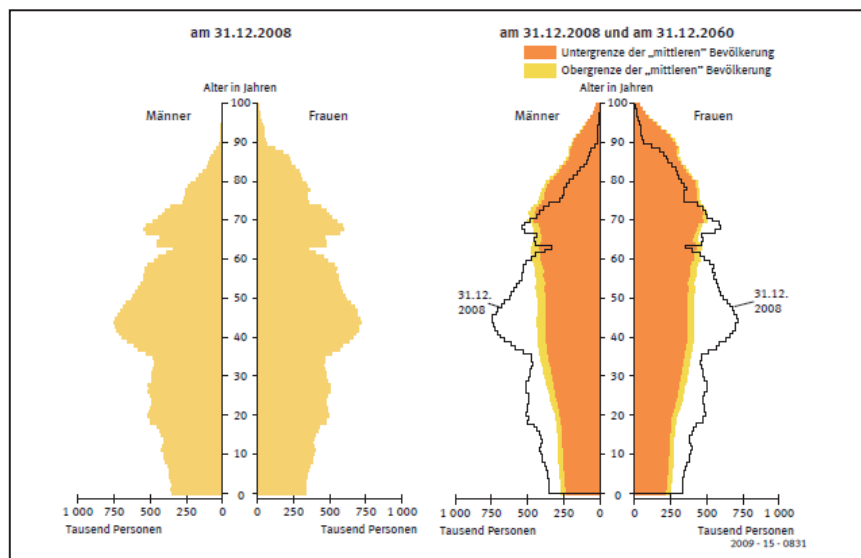 am 31.12.2008
am 31.12.2008 und am 31.12.2060
Untergrenze der „mittleren” Bevölkerung
Obergrenze der „mittleren” Bevölkerung
Alter in Jahren
Männer
Frauen
100
90
80
70
60
50
40
30
20
10
0
1 000 750 500 250 0
0 250 500 750 1 000
Tausend Personen
Tausend Personen
Alter in Jahren
Männer
Frauen
100
90
80
70
60
50
40
30
20
10
0
31.12.
2008
31.12.
2008
1 000 750 500 250 0
0 250 500 750 1 000
Tausend Personen
Tausend Personen
2009 - 15 - 0831